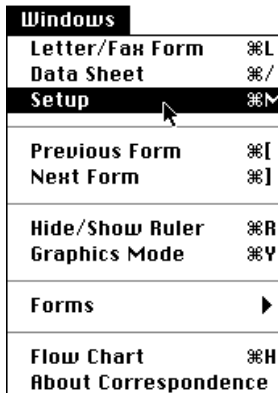 Windows
Letter/Fax Form ⌘L
Data Sheet ⌘/
Setup ⌘M
Previous Form ⌘[
Next Form ⌘]
Hide/Show Ruler ⌘R
Graphics Mode ⌘Y
Forms ▶
Flow Chart ⌘H
About Correspondence